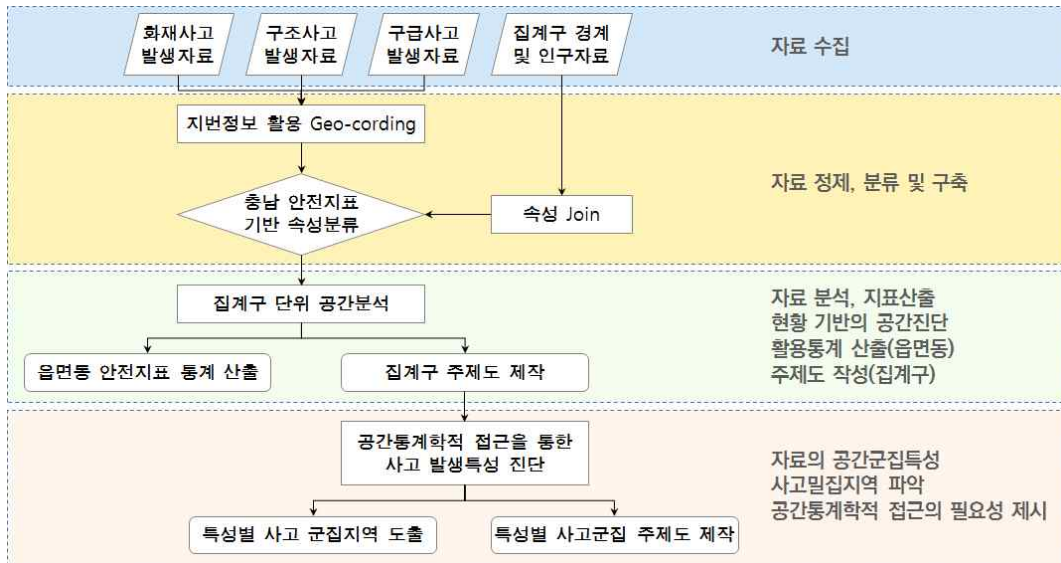 화재사고
발생자료
구조사고
발생자료
구급사고
발생자료
집계구 경계
및 인구자료
자료 수집
지번정보 활용 Geo-cording
충남 안전지표
기반 속성분류
속성 Join
자료 정제, 분류 및 구축
집계구 단위 공간분석
읍면동 안전지표 통계 산출
집계구 주제도 제작
자료 분석, 지표산출
현황 기반의 공간진단
활용통계 산출(읍면동)
주제도 작성(집계구)
공간통계학적 접근을 통한
사고 발생특성 진단
특성별 사고 군집지역 도출
특성별 사고군집 주제도 제작
자료의 공간군집특성
사고밀집지역 파악
공간통계학적 접근의 필요성 제시